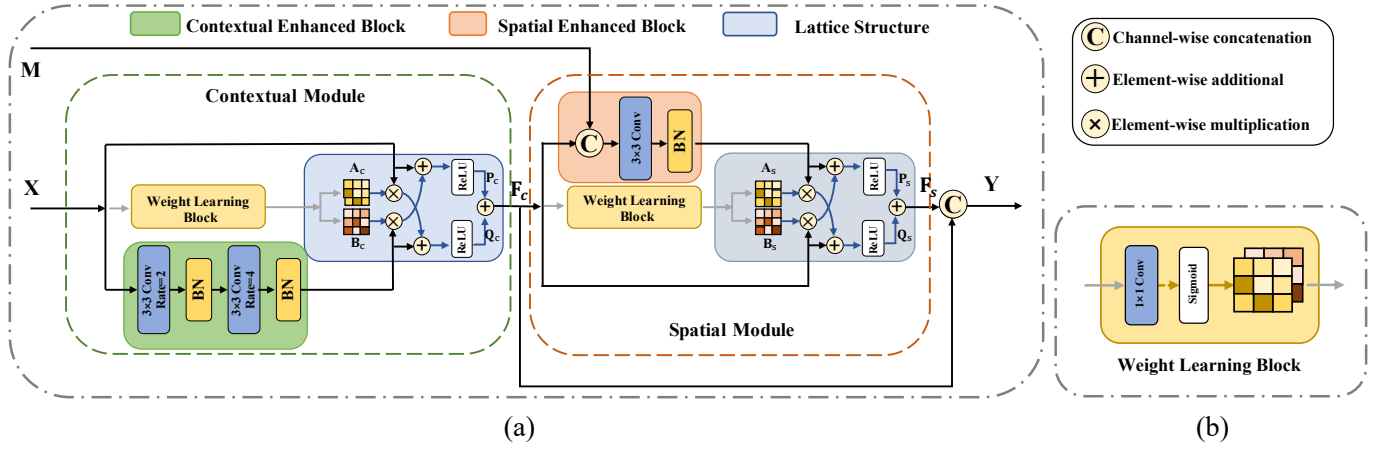 Contextual Enhanced Block
Spatial Enhanced Block
Lattice Structure
M
Contextual Module
X
Weight Learning
Block
3×3 Conv
Rate=2
BN
3×3 Conv
Rate=4
BN
A_c
B_c
ReLU
ReLU
P_c
Q_c
F_c
3×3 Conv
BN
C
Weight Learning
Block
A_s
B_s
ReLU
ReLU
P_s
Q_s
F_s
C
Y
Spatial Module
(a)
C Channel-wise concatenation
+ Element-wise additional
× Element-wise multiplication
1×1 Conv
Sigmoid
Weight Learning Block
(b)